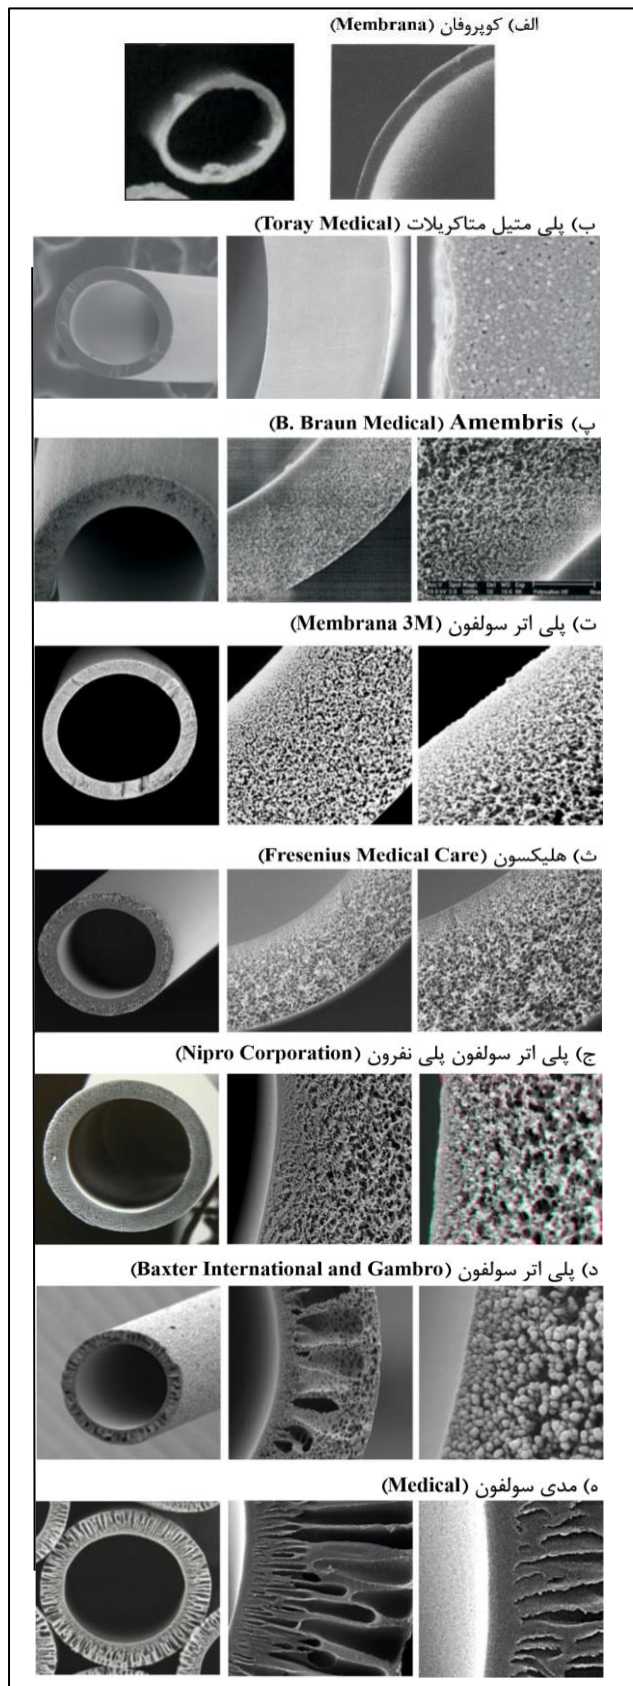 الف) کوپروفان (Membrana)
ب) پلی متیل متاکریلات (Toray Medical)
پ) Amembris (B. Braun Medical)
ت) پلی اتر سولفون (Membrana 3M)
ث) هلیکسون (Fresenius Medical Care)
ج) پلی اتر سولفون پلی نفرون (Nipro Corporation)
د) پلی اتر سولفون (Baxter International and Gambro)
ه) مدی سولفون (Medical)